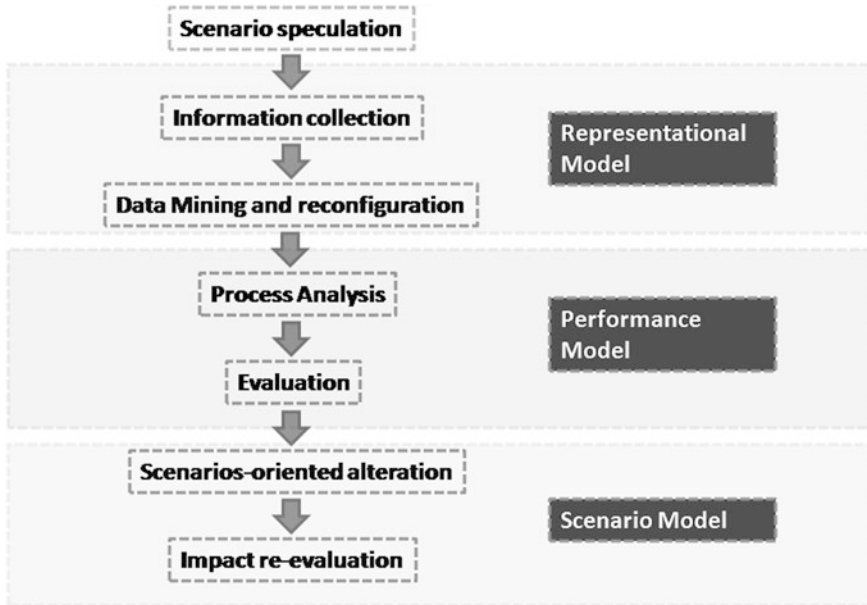 Scenario speculation
Information collection
Representational
Model
Data Mining and reconfiguration
Process Analysis
Performance
Model
Evaluation
Scenarios-oriented alteration
Scenario Model
Impact re-evaluation